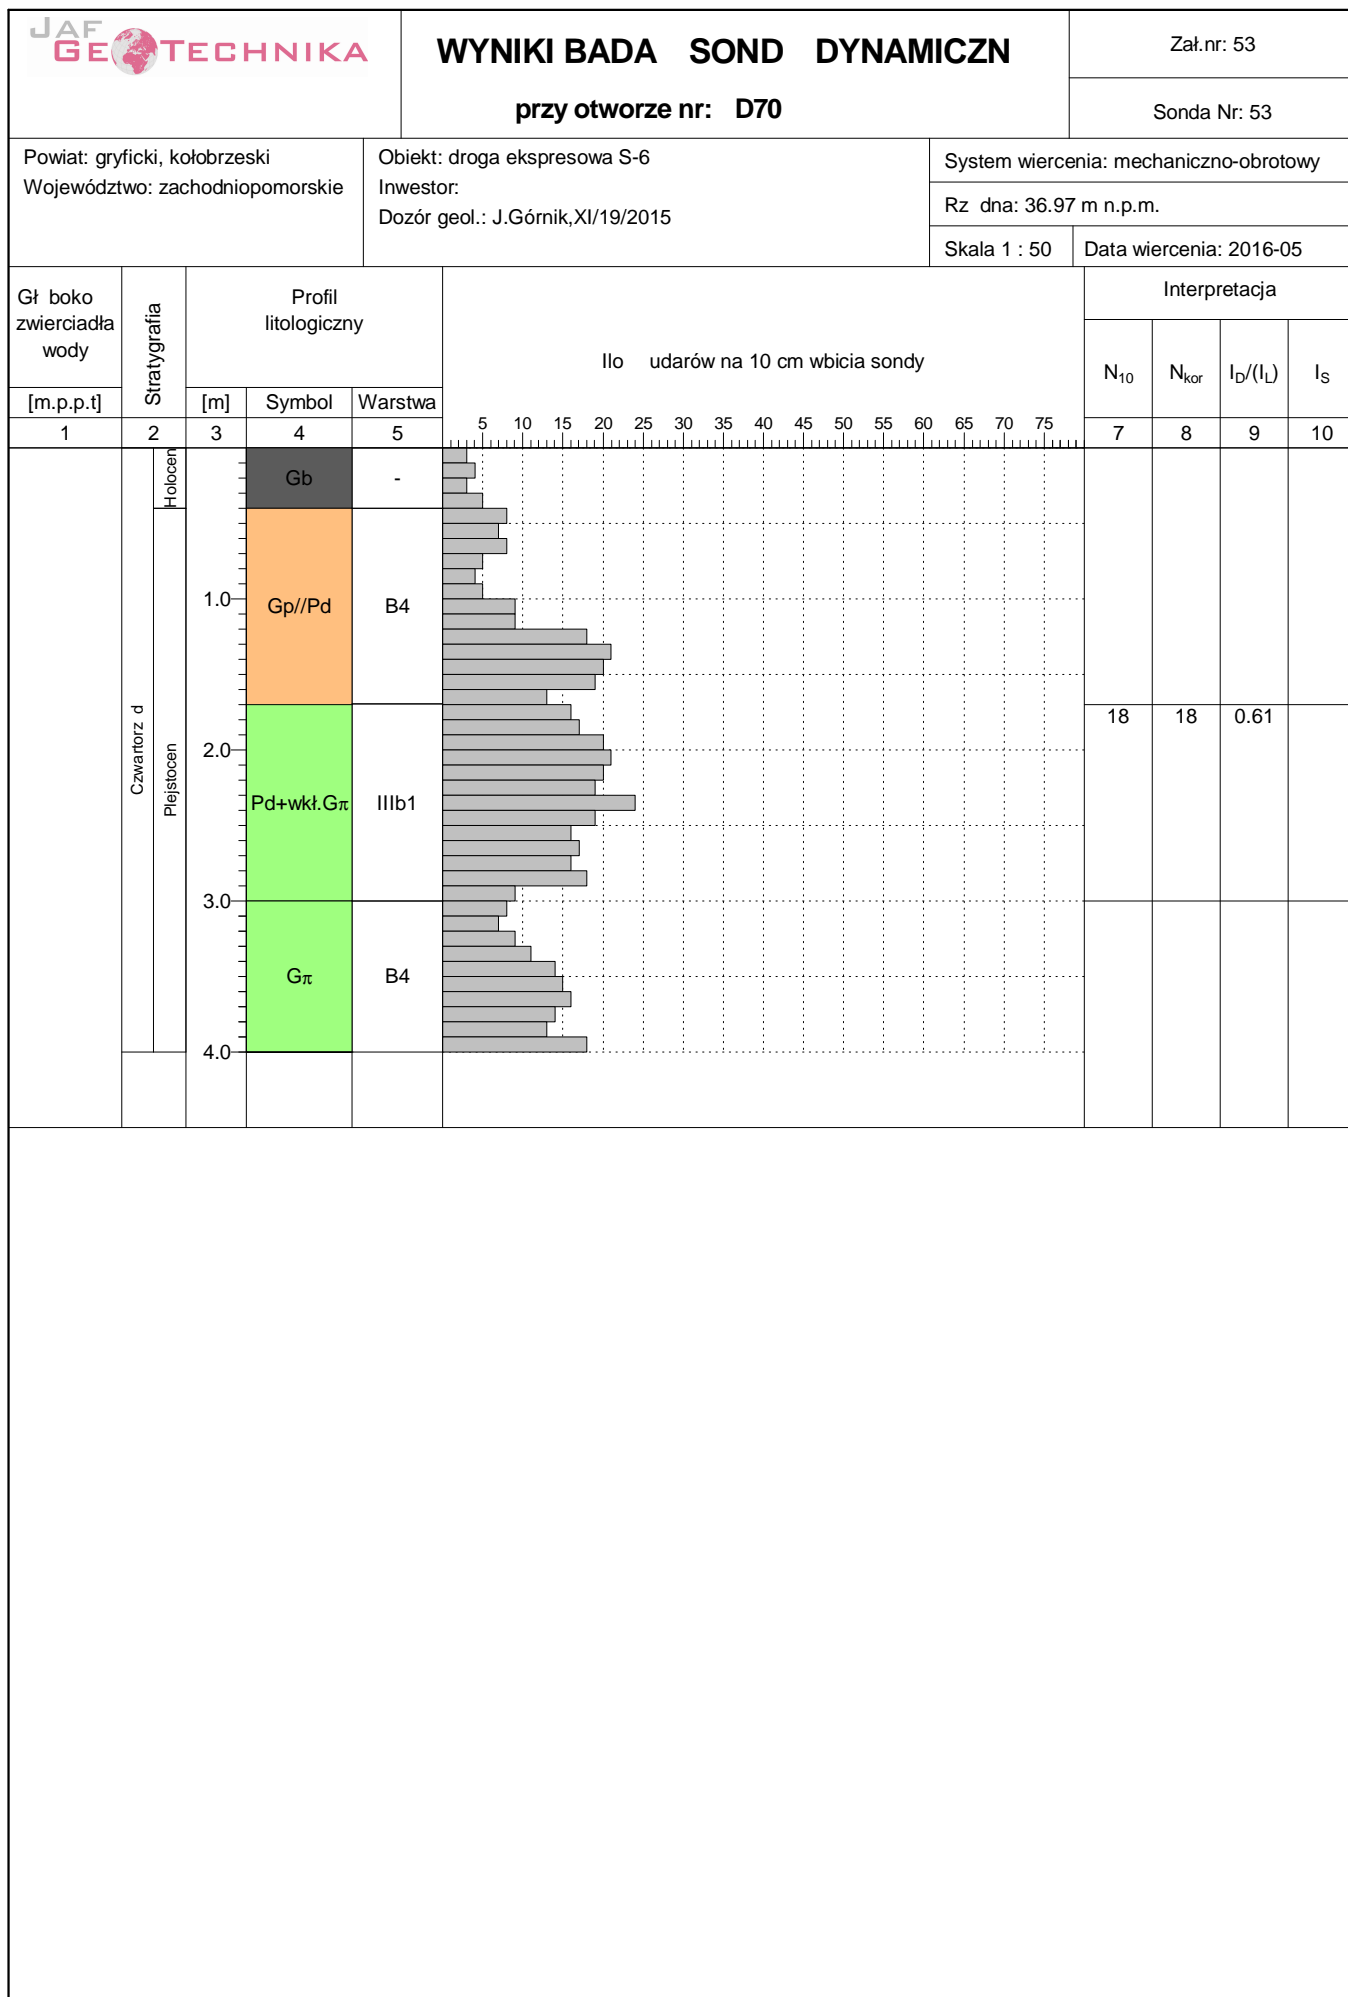 JAF
GEOTECHNIKA
WYNIKI BADA SOND DYNAMICZN
przy otworze nr: D70
Zał.nr: 53
Sonda Nr: 53
Powiat: gryficki, kołobrzeski
Województwo: zachodniopomorskie
Obiekt: droga ekspresowa S-6
Inwestor:
Dozór geol.: J.Górnik,XI/19/2015
System wiercenia: mechaniczno-obrotowy
Rz dna: 36.97 m n.p.m.
Skala 1 : 50
Data wiercenia: 2016-05
Gł boko
zwierciadła
wody
[m.p.p.t]
Stratygrafia
Profil
litologiczny
[m]
Symbol
Warstwa
Ilo udarów na 10 cm wbicia sondy
Interpretacja
N10
Nkor
ID/(IL)
IS
1
2
3
4
5
5 10 15 20 25 30 35 40 45 50 55 60 65 70 75
7
8
9
10
Czwartorz d
Holocen
Plejstocen
Gb
-
1.0
Gp//Pd
B4
2.0
Pd+wkł.Gπ
IIIb1
18
18
0.61
3.0
Gπ
B4
4.0